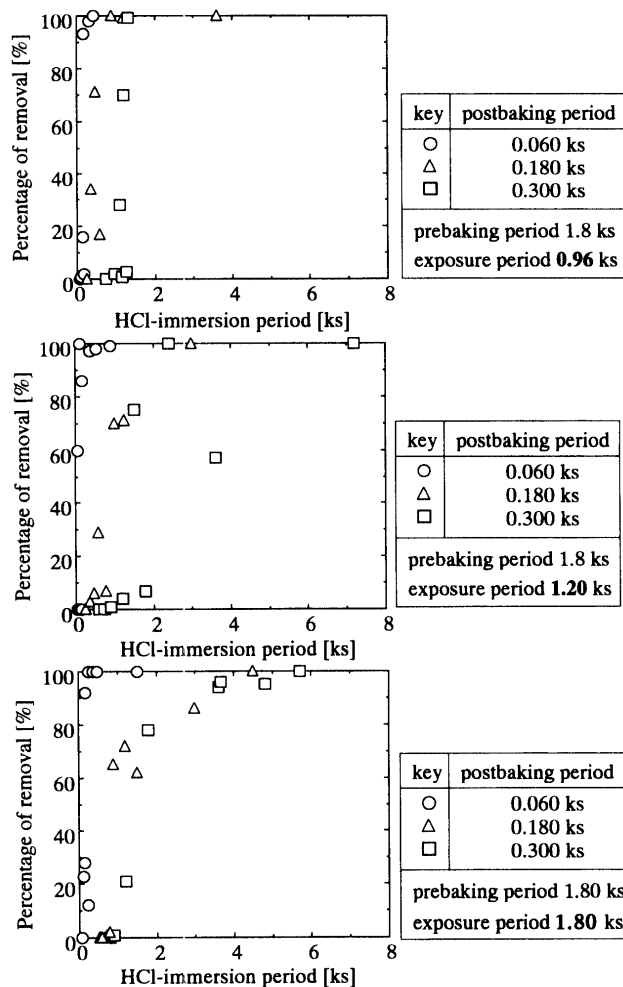 100
80
60
40
20
0
Percentage of removal [%]
0 2 4 6 8
HCl-immersion period [ks]
key postbaking period
○ 0.060 ks
△ 0.180 ks
□ 0.300 ks
prebaking period 1.8 ks
exposure period 0.96 ks
100
80
60
40
20
0
Percentage of removal [%]
0 2 4 6 8
HCl-immersion period [ks]
key postbaking period
○ 0.060 ks
△ 0.180 ks
□ 0.300 ks
prebaking period 1.8 ks
exposure period 1.20 ks
100
80
60
40
20
0
Percentage of removal [%]
0 2 4 6 8
HCl-immersion period [ks]
key postbaking period
○ 0.060 ks
△ 0.180 ks
□ 0.300 ks
prebaking period 1.80 ks
exposure period 1.80 ks